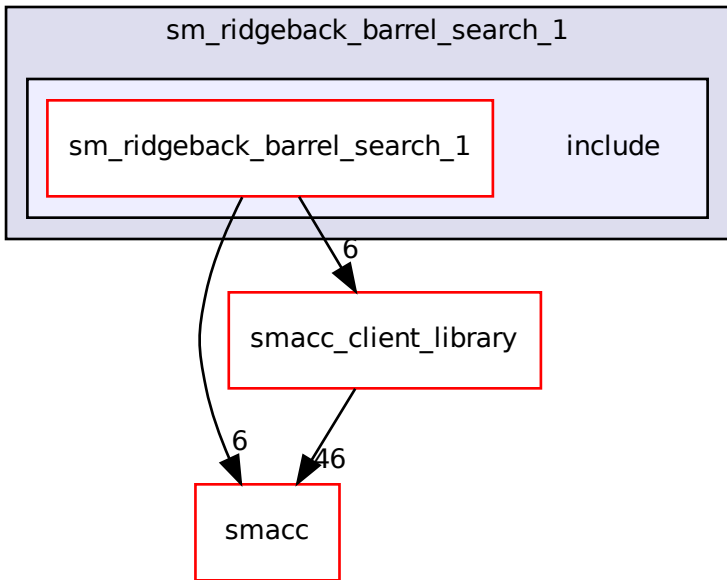 sm_ridgeback_barrel_search_1
sm_ridgeback_barrel_search_1
include
6
smacc_client_library
6
46
smacc